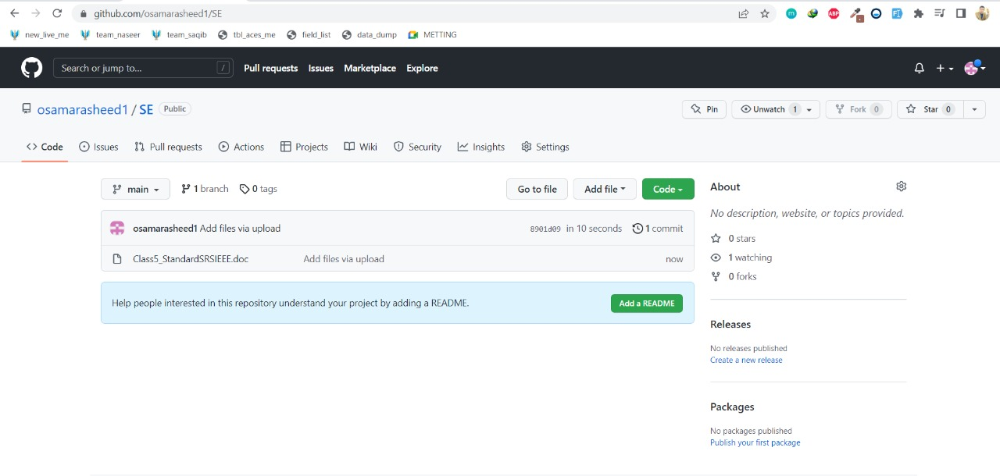 github.com/osamarasheed1/SE
new_live_me team_naseer team_saqib tbl_aces_me field_list data_dump METTING
Search or jump to... / Pull requests Issues Marketplace Explore
osamarasheed1 / SE Public Pin Unwatch 1 Fork 0 Star 0
Code Issues Pull requests Actions Projects Wiki Security Insights Settings
main 1 branch 0 tags Go to file Add file Code
osamarasheed1 Add files via upload 8901d09 in 10 seconds 1 commit
Class5_StandardSRSIEEE.doc Add files via upload now
Help people interested in this repository understand your project by adding a README. Add a README
About
No description, website, or topics provided.
0 stars
1 watching
0 forks
Releases
No releases published
Create a new release
Packages
No packages published
Publish your first package